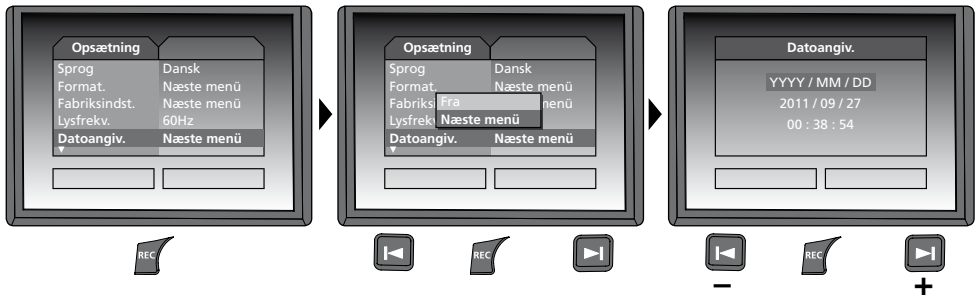 Opsætning
Sprog Dansk
Format. Næste menü
Fabriksindst. Næste menü
Lysfrekv. 60Hz
Datoangiv. Næste menü
REC
Opsætning
Sprog Dansk
Format. Næste menü
Fabriksi menü
Fra
Lysfrekv
Næste menü
Datoangiv. Næste menü
REC
Datoangiv.
YYYY / MM / DD
2011 / 09 / 27
00 : 38 : 54
REC
− +